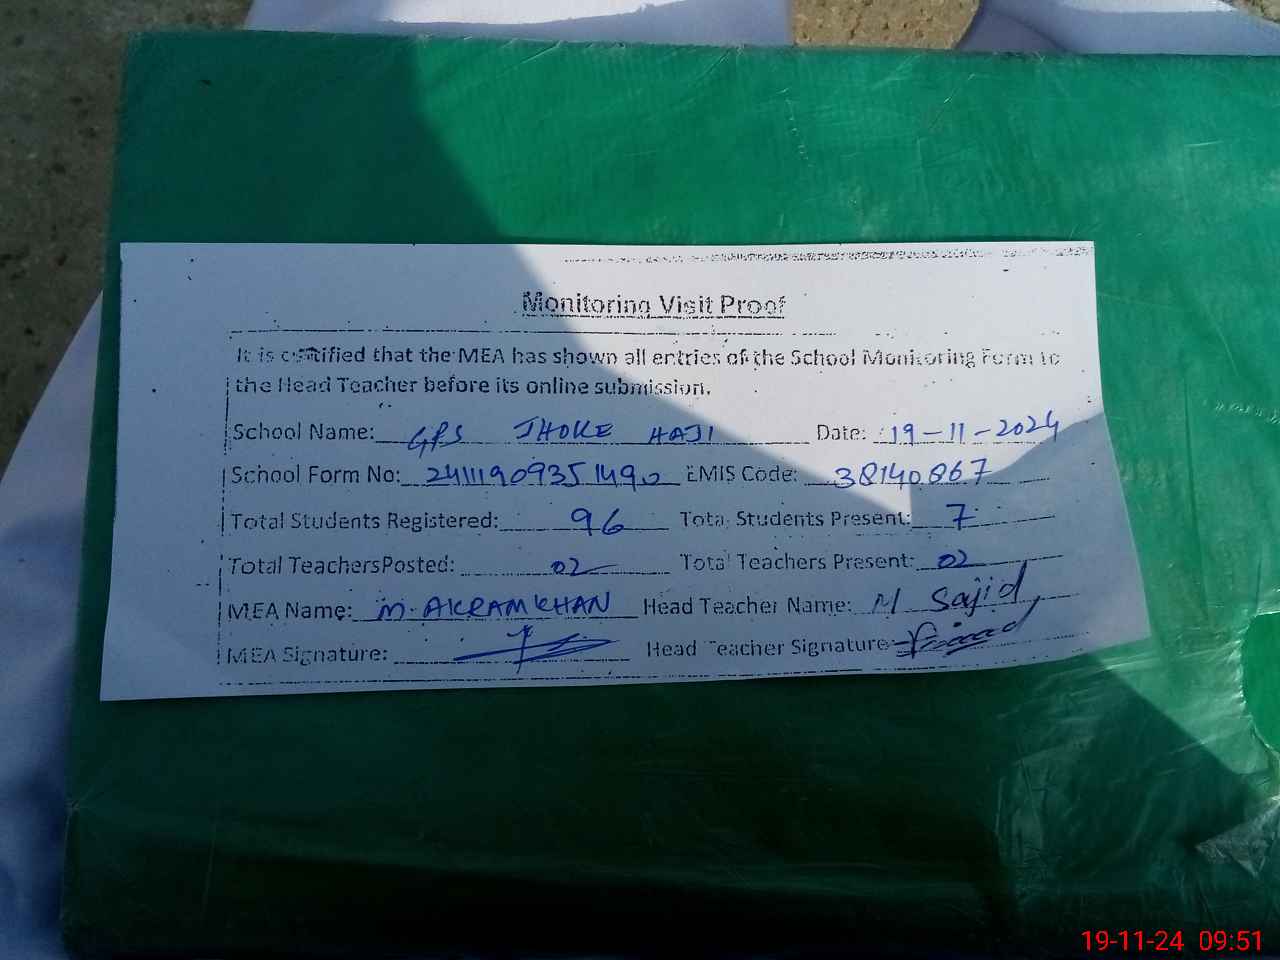 Monitoring Visit Proof
It is certified that the MEA has shown all entries of the School Monitoring Form to
the Head Teacher before its online submission.
School Name: GPS JHOKE HAJI Date: 19-11-2024
School Form No: 24111909351490 EMIS Code: 38140867
Total Students Registered: 96 Total Students Present: 7
Total Teachers Posted: 02 Total Teachers Present: 02
MEA Name: M. AKRAM KHAN Head Teacher Name: M Sajid
MEA Signature: Head Teacher Signature:
19-11-24 09:51